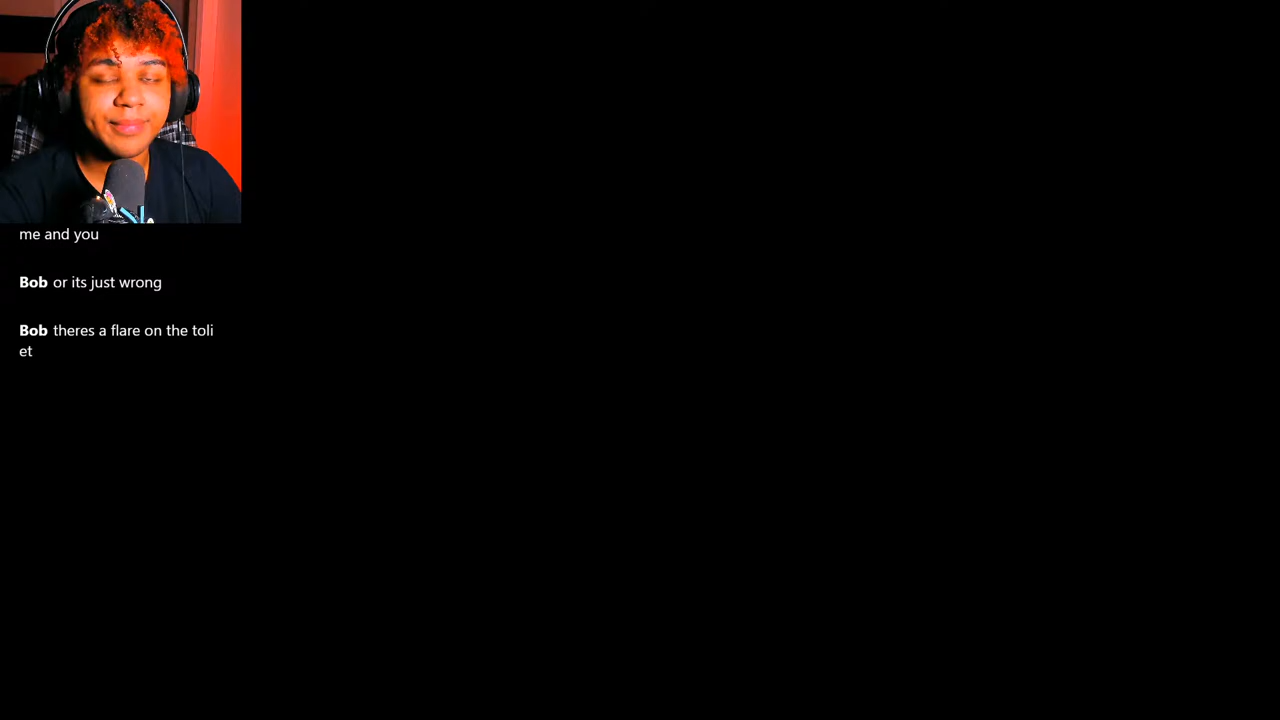 me and you
Bob or its just wrong
Bob theres a flare on the toli
et